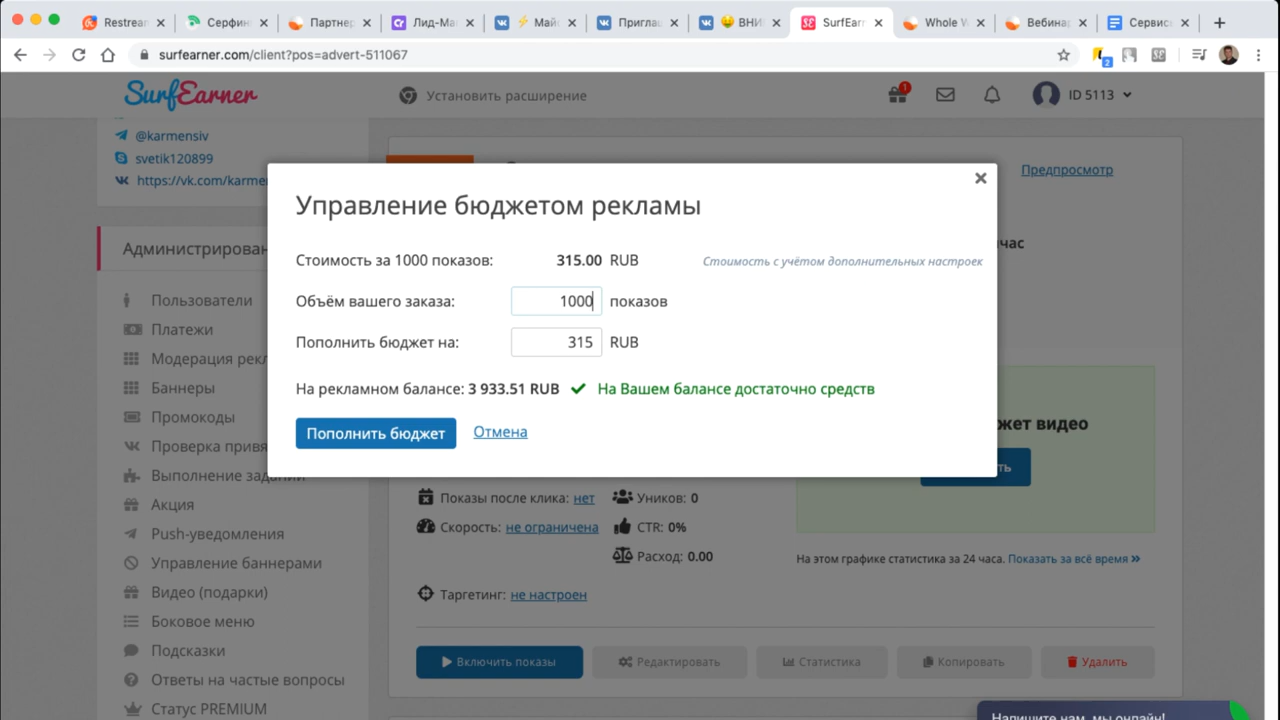 Restrea
Серфин
Партнер
Лид-Ма
⚡ Майс
Пригла
ВНИ
SurfEarn
Whole W
Вебина
Сервис
surfearner.com/client?pos=advert-511067
2
SurfEarner
Установить расширение
1
ID 5113
@karmensiv
svetik120899
https://vk.com/karme
Предпросмотр
Управление бюджетом рекламы
час
Администрирован
Стоимость за 1000 показов: 315.00 RUB
Стоимость с учётом дополнительных настроек
Объём вашего заказа: 1000 показов
Пополнить бюджет на: 315 RUB
На рекламном балансе: 3 933.51 RUB ✔ На Вашем балансе достаточно средств
Пополнить бюджет
Отмена
Пользователи
Платежи
Модерация рекл
Баннеры
Промокоды
Проверка привя
Выполнение заданий
Акция
Push-уведомления
Управление баннерами
Видео (подарки)
Боковое меню
Подсказки
Ответы на частые вопросы
Статус PREMIUM
жет видео
ть
Показы после клика: нет
Уников: 0
Скорость: не ограничена
CTR: 0%
Расход: 0.00
На этом графике статистика за 24 часа. Показать за всё время »
Таргетинг: не настроен
Включить показы
Редактировать
Статистика
Копировать
Удалить
Напишите нам, мы онлайн!